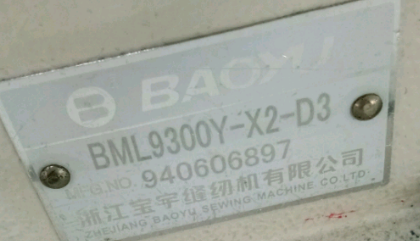 BAOYU
BML9300Y-X2-D3
MFG.NO. 940606897
浙江宝宇缝纫机有限公司
ZHEJIANG BAOYU SEWING MACHINE CO.LTD.